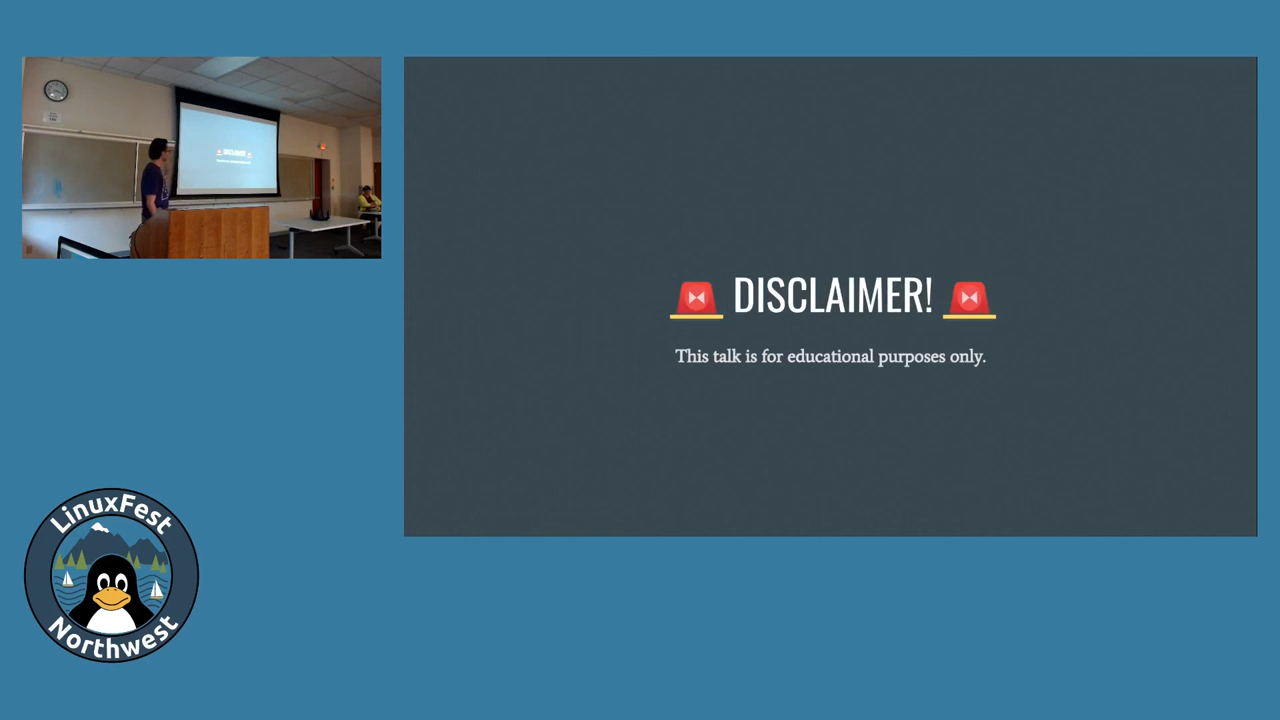 🚨 DISCLAIMER! 🚨
This talk is for educational purposes only.
LinuxFest
Northwest